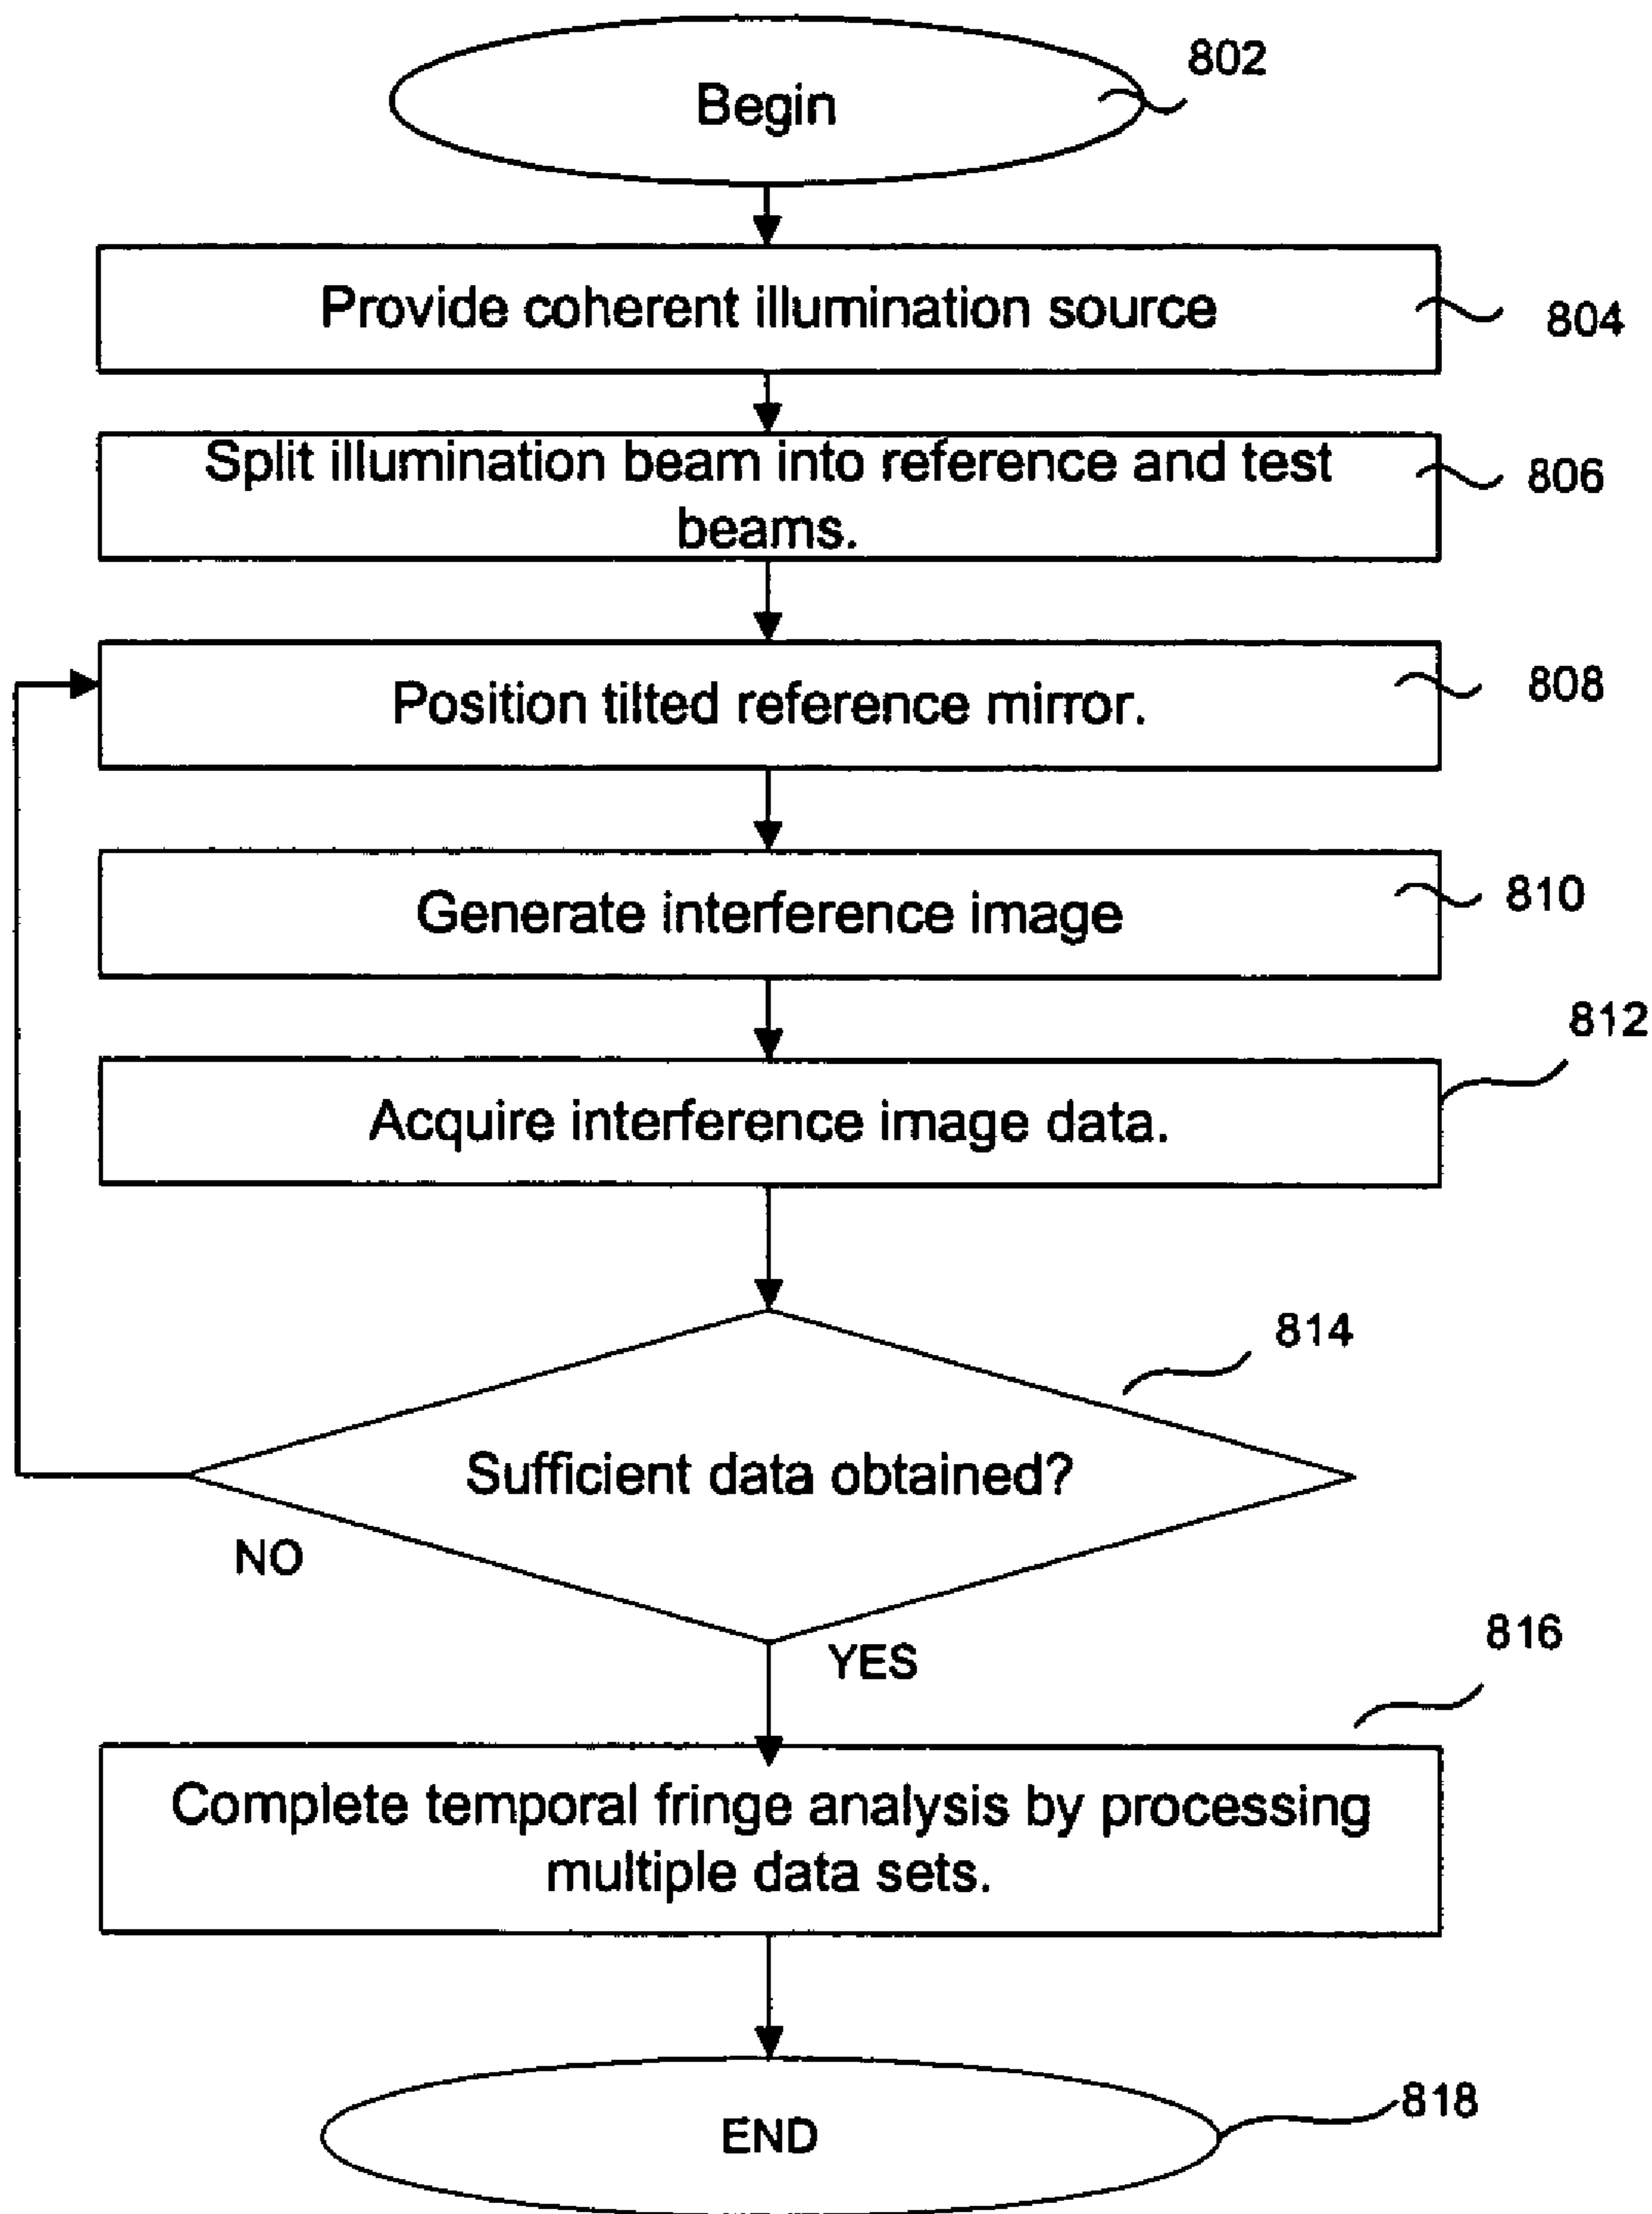 Begin
802
Provide coherent illumination source
804
Split illumination beam into reference and test
beams.
806
Position tilted reference mirror.
808
Generate interference image
810
812
Acquire interference image data.
814
Sufficient data obtained?
NO
YES
816
Complete temporal fringe analysis by processing
multiple data sets.
818
END